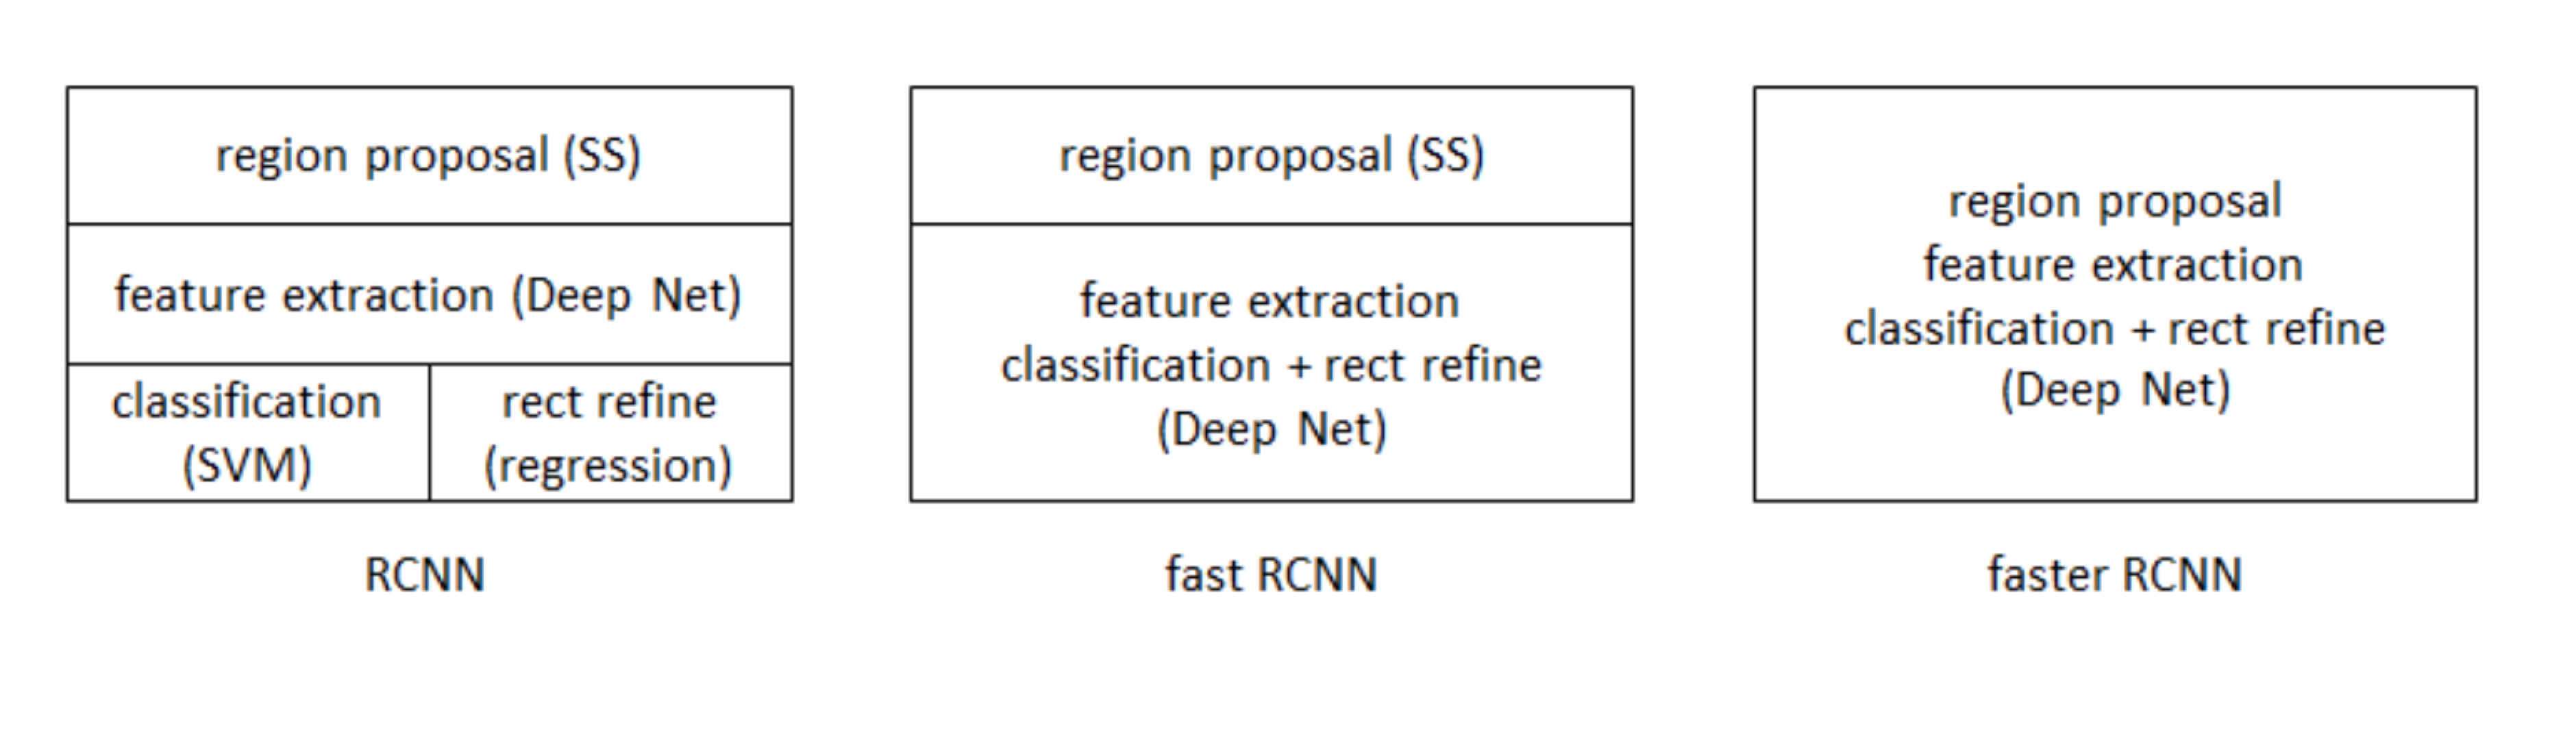 region proposal (SS)
feature extraction (Deep Net)
classification
(SVM)
rect refine
(regression)
RCNN
region proposal (SS)
feature extraction
classification + rect refine
(Deep Net)
fast RCNN
region proposal
feature extraction
classification + rect refine
(Deep Net)
faster RCNN